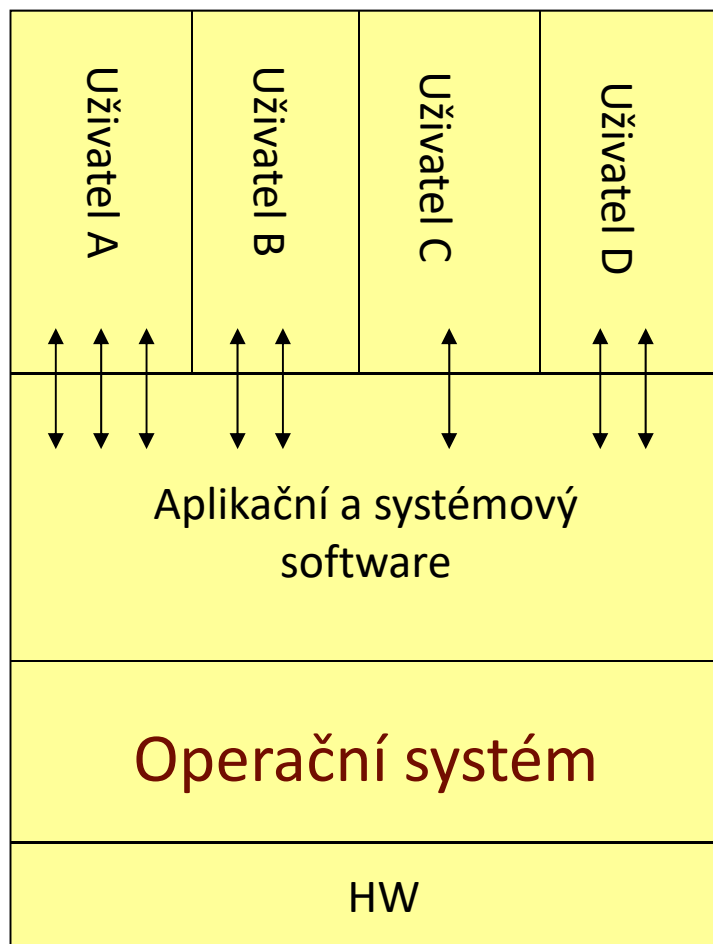 Uživatel A
Uživatel B
Uživatel C
Uživatel D
Aplikační a systémový
software
Operační systém
HW